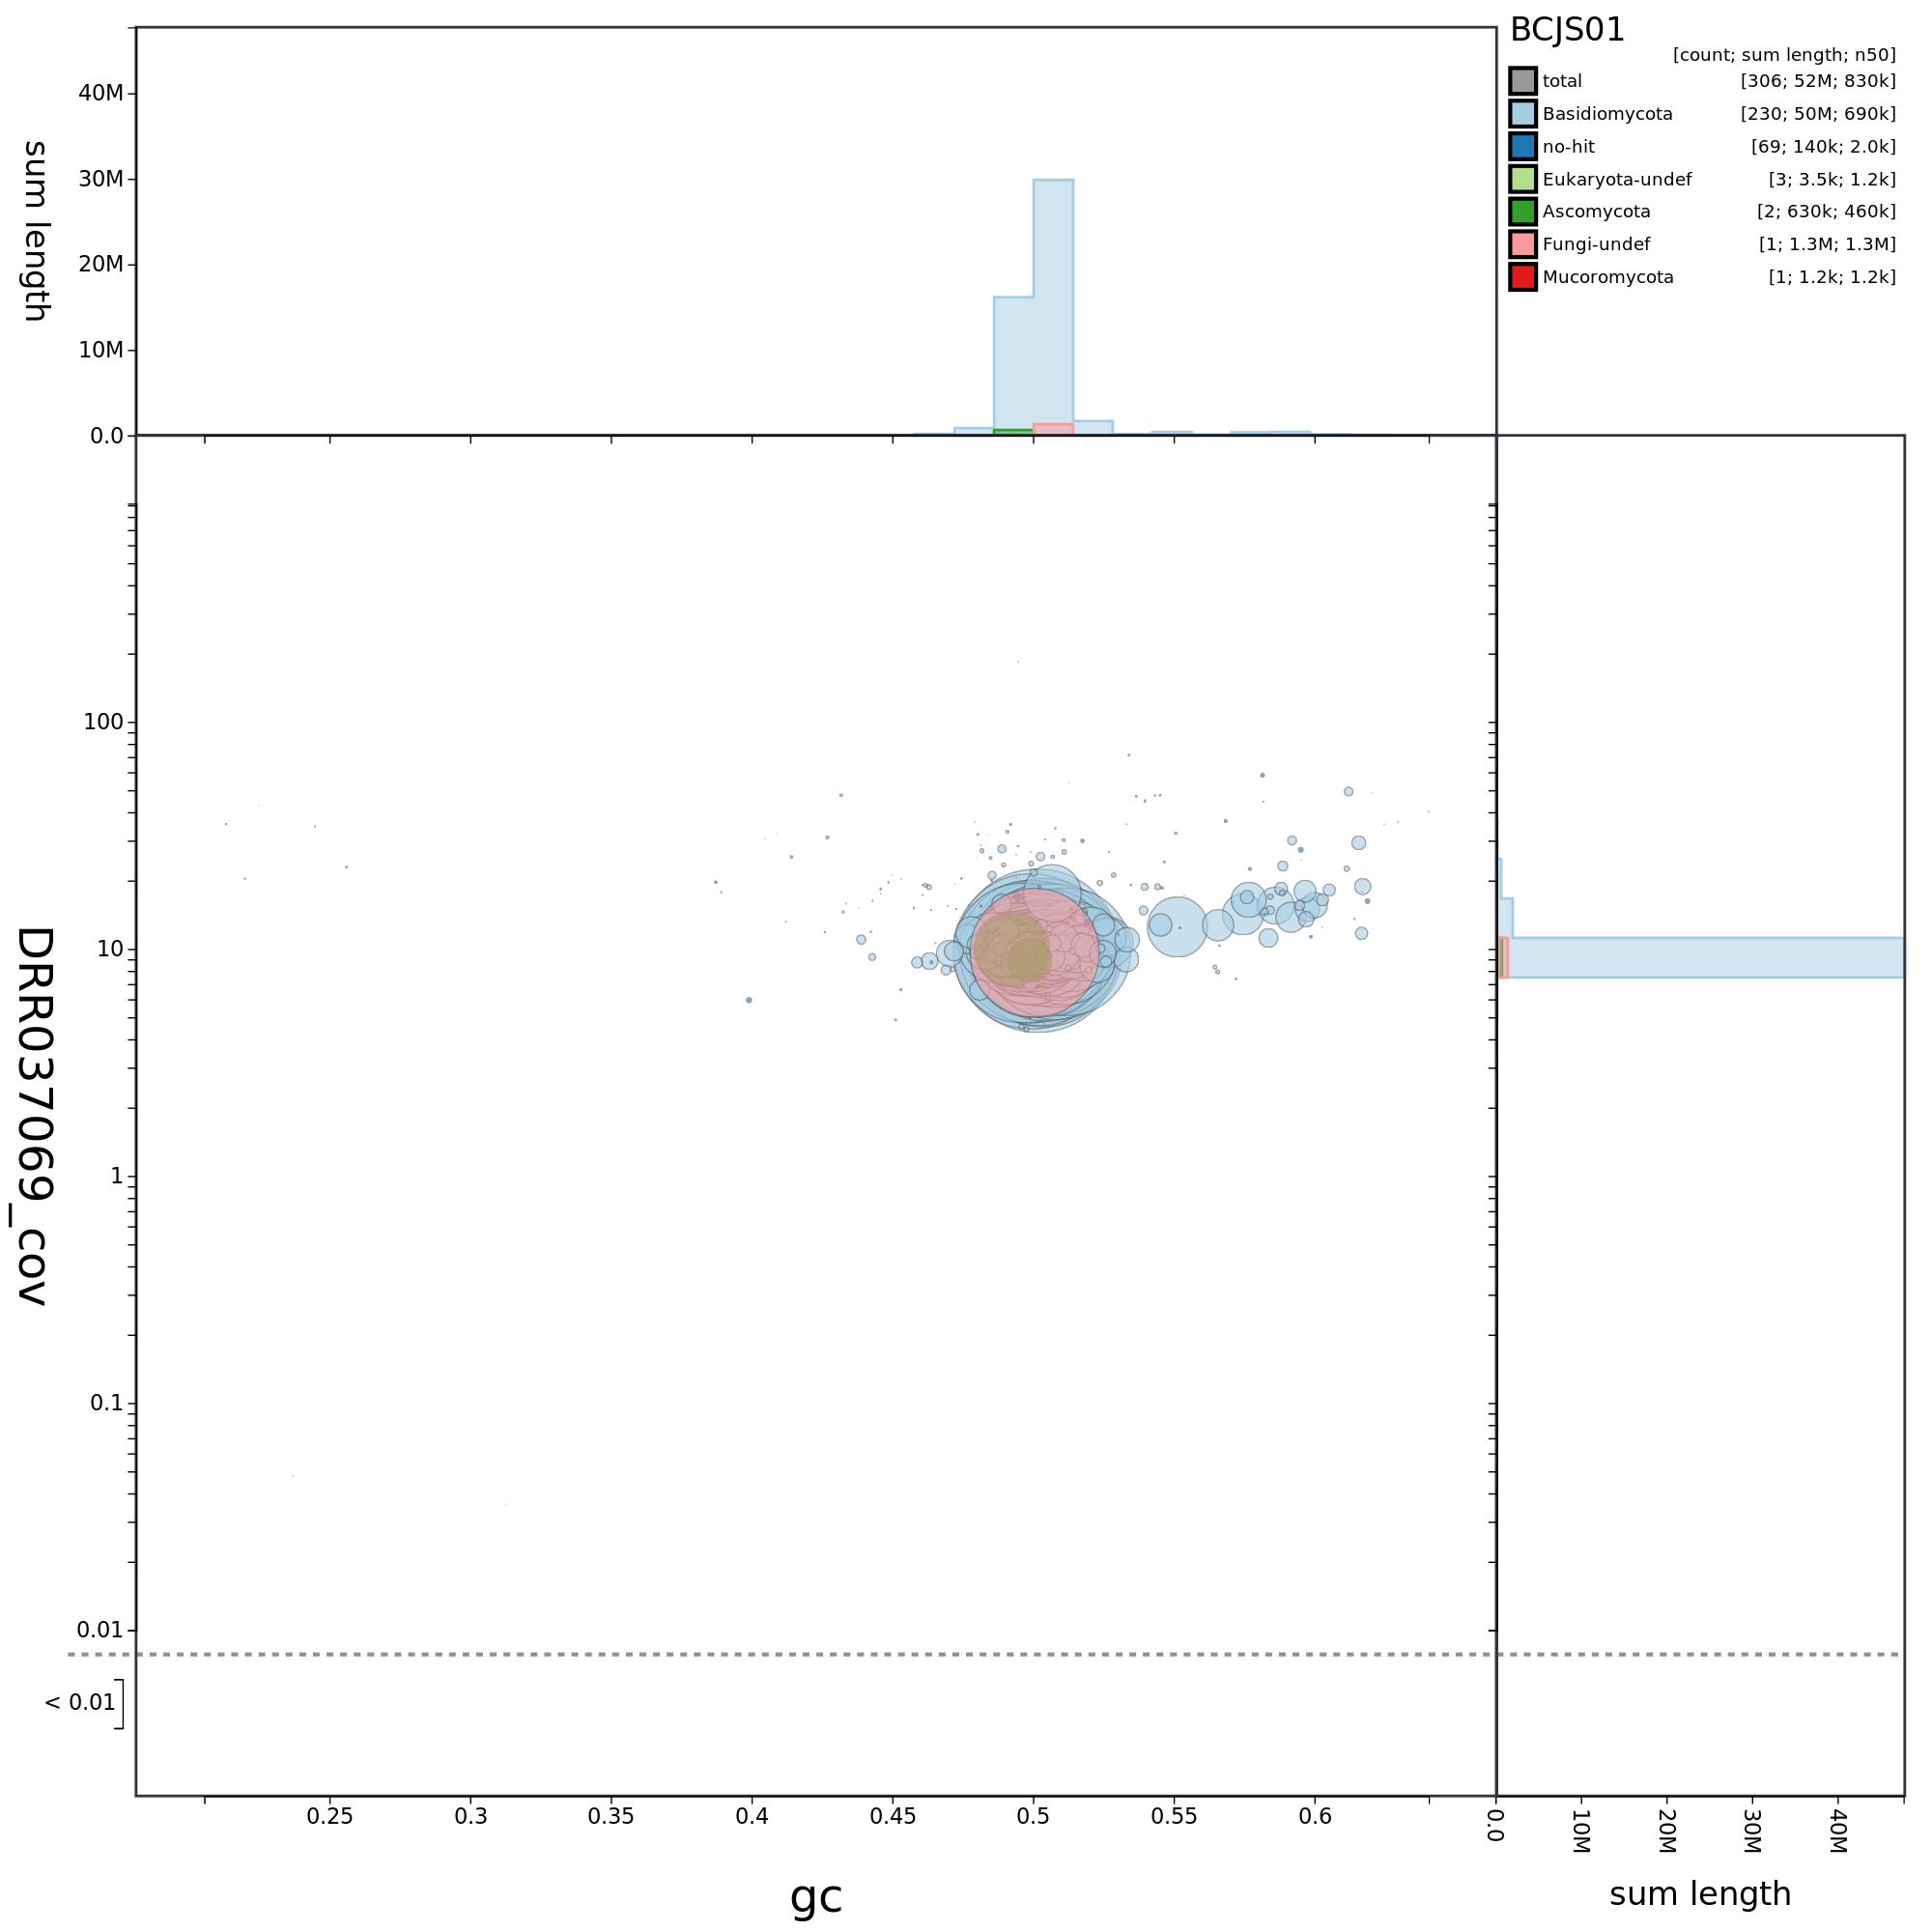 BCJS01
[count; sum length; n50]
total [306; 52M; 830k]
Basidiomycota [230; 50M; 690k]
no-hit [69; 140k; 2.0k]
Eukaryota-undef [3; 3.5k; 1.2k]
Ascomycota [2; 630k; 460k]
Fungi-undef [1; 1.3M; 1.3M]
Mucoromycota [1; 1.2k; 1.2k]
sum length
40M
30M
20M
10M
0.0
DRR037069_cov
100
10
1
0.1
0.01
< 0.01
0.25 0.3 0.35 0.4 0.45 0.5 0.55 0.6
gc
0.0 10M 20M 30M 40M
sum length